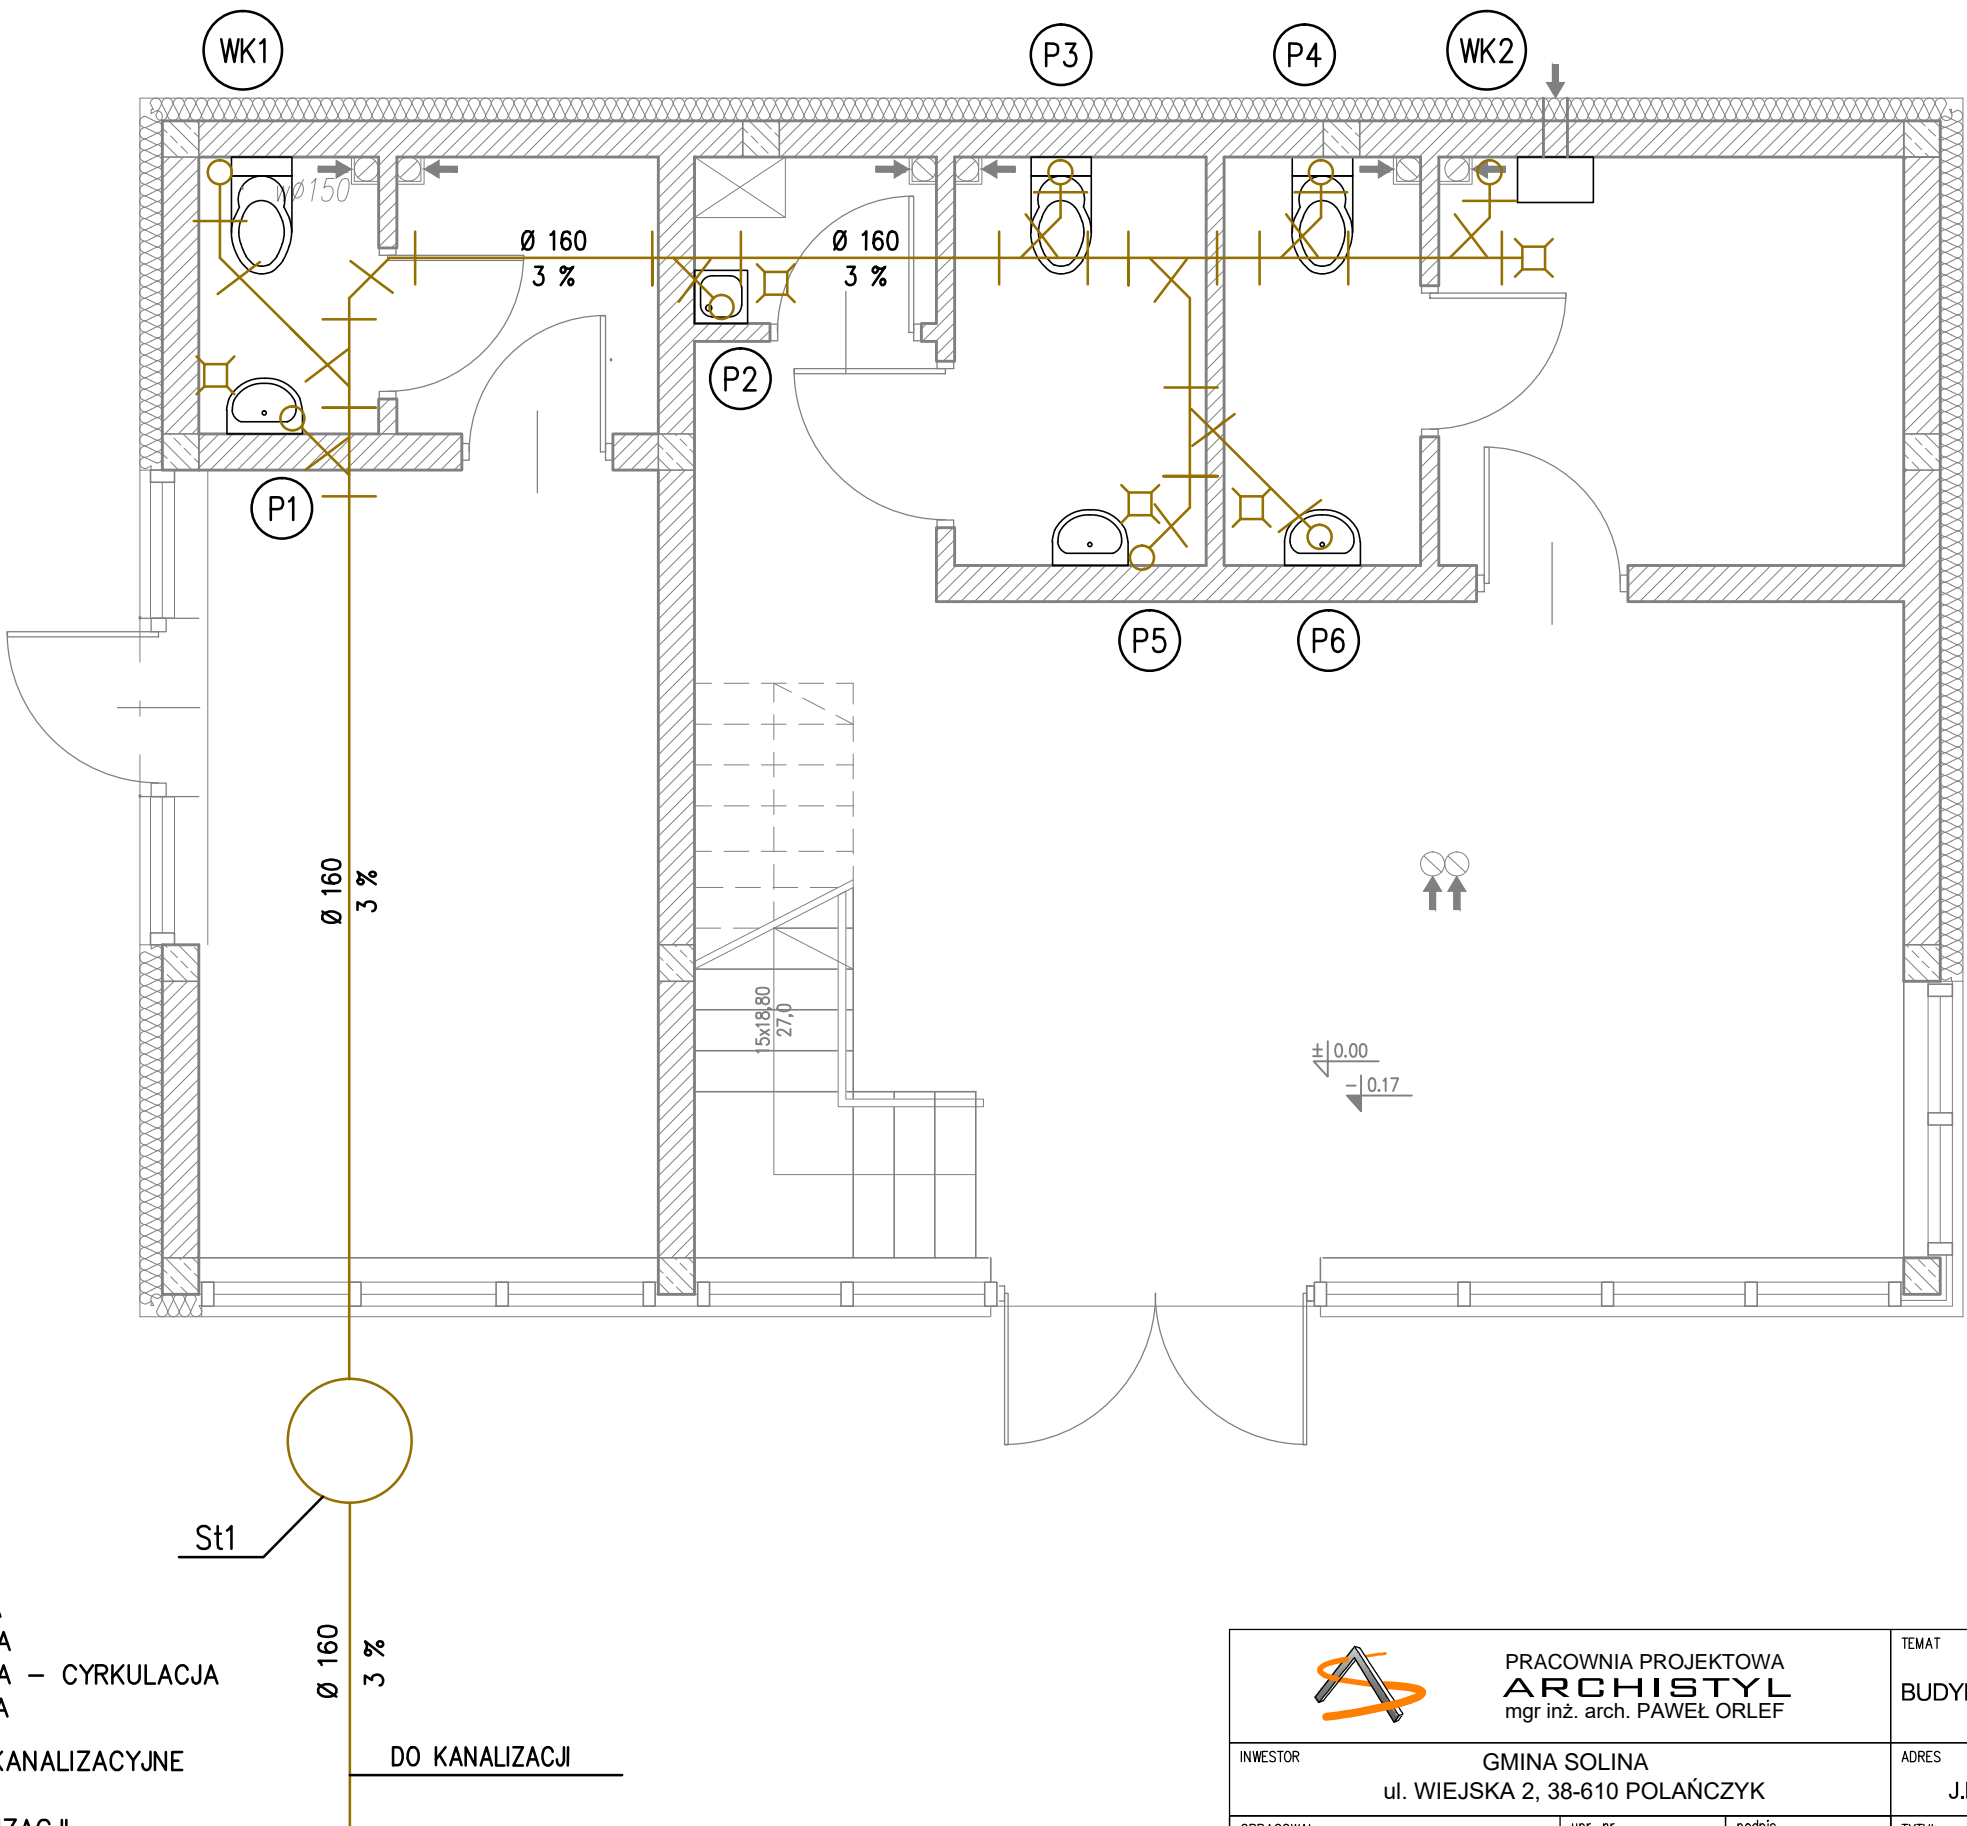 WK1
P3
P4
WK2
wø150
Ø 160
3 %
Ø 160
3 %
P2
P1
P5
P6
Ø 160
3 %
15x18,80
27,0
± 0.00
- 0.17
St1
Ø 160
3 %
A – CYRKULACJA
KANALIZACYJNE
DO KANALIZACJI
PRACOWNIA PROJEKTOWA
ARCHISTYL
mgr inż. arch. PAWEŁ ORLEF
TEMAT
INWESTOR
GMINA SOLINA
ul. WIEJSKA 2, 38-610 POLAŃCZYK
ADRES